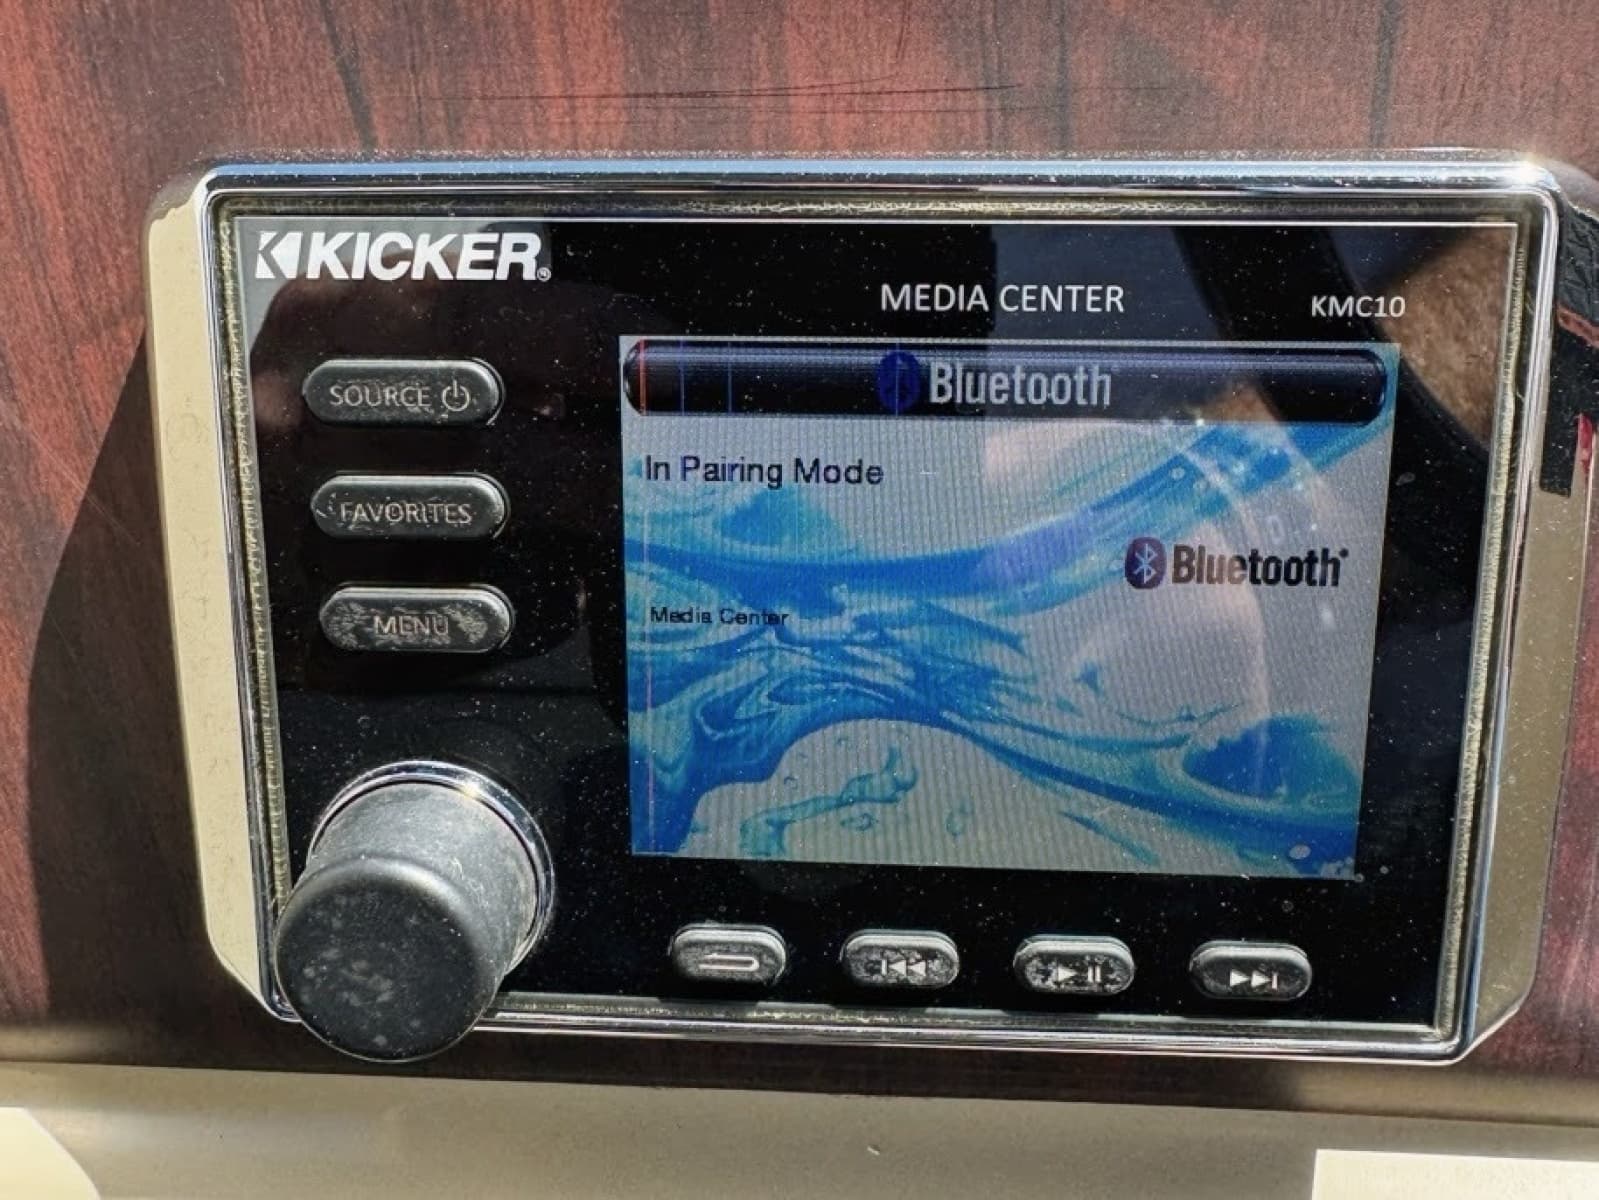 KICKER®
MEDIA CENTER
KMC10
SOURCE
FAVORITES
MENU
Bluetooth
In Pairing Mode
Bluetooth
Media Center